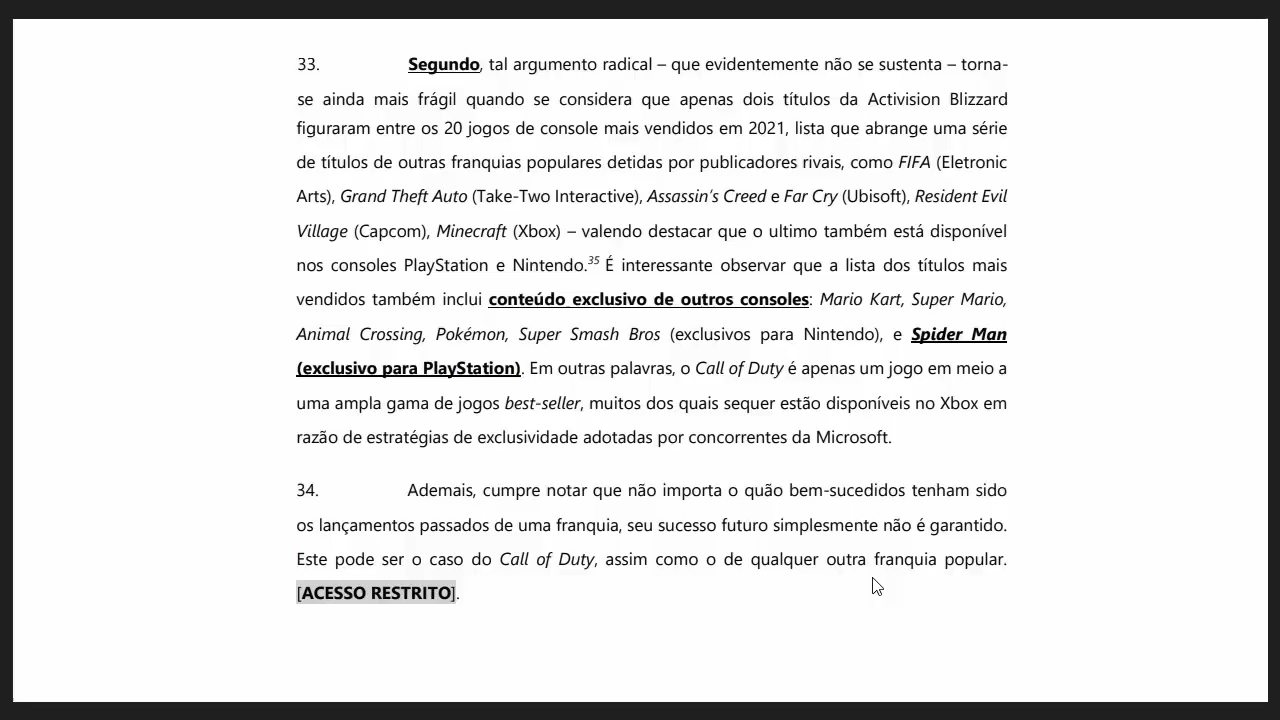 33. Segundo, tal argumento radical – que evidentemente não se sustenta – torna-
se ainda mais frágil quando se considera que apenas dois títulos da Activision Blizzard
figuraram entre os 20 jogos de console mais vendidos em 2021, lista que abrange uma série
de títulos de outras franquias populares detidas por publicadores rivais, como FIFA (Eletronic
Arts), Grand Theft Auto (Take-Two Interactive), Assassin’s Creed e Far Cry (Ubisoft), Resident Evil
Village (Capcom), Minecraft (Xbox) – valendo destacar que o ultimo também está disponível
nos consoles PlayStation e Nintendo.35 É interessante observar que a lista dos títulos mais
vendidos também inclui conteúdo exclusivo de outros consoles: Mario Kart, Super Mario,
Animal Crossing, Pokémon, Super Smash Bros (exclusivos para Nintendo), e Spider Man
(exclusivo para PlayStation). Em outras palavras, o Call of Duty é apenas um jogo em meio a
uma ampla gama de jogos best-seller, muitos dos quais sequer estão disponíveis no Xbox em
razão de estratégias de exclusividade adotadas por concorrentes da Microsoft.
34. Ademais, cumpre notar que não importa o quão bem-sucedidos tenham sido
os lançamentos passados de uma franquia, seu sucesso futuro simplesmente não é garantido.
Este pode ser o caso do Call of Duty, assim como o de qualquer outra franquia popular.
[ACESSO RESTRITO].